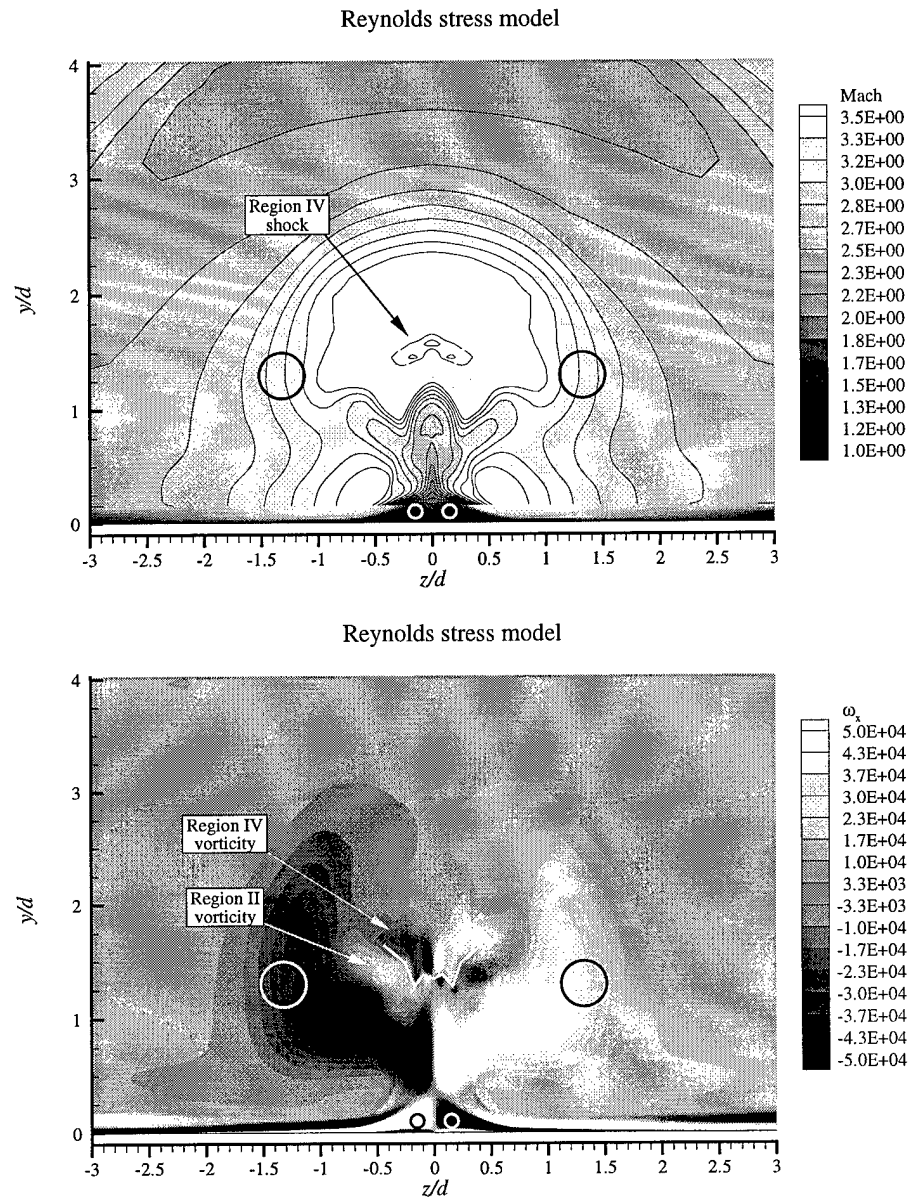 Reynolds stress model
4
3
2
1
0
y/d
-3 -2.5 -2 -1.5 -1 -0.5 0 0.5 1 1.5 2 2.5 3
z/d
Region IV
shock
Mach
3.5E+00
3.3E+00
3.2E+00
3.0E+00
2.8E+00
2.7E+00
2.5E+00
2.3E+00
2.2E+00
2.0E+00
1.8E+00
1.7E+00
1.5E+00
1.3E+00
1.2E+00
1.0E+00
Reynolds stress model
4
3
2
1
0
y/d
-3 -2.5 -2 -1.5 -1 -0.5 0 0.5 1 1.5 2 2.5 3
z/d
Region IV
vorticity
Region II
vorticity
ωx
5.0E+04
4.3E+04
3.7E+04
3.0E+04
2.3E+04
1.7E+04
1.0E+04
3.3E+03
-3.3E+03
-1.0E+04
-1.7E+04
-2.3E+04
-3.0E+04
-3.7E+04
-4.3E+04
-5.0E+04